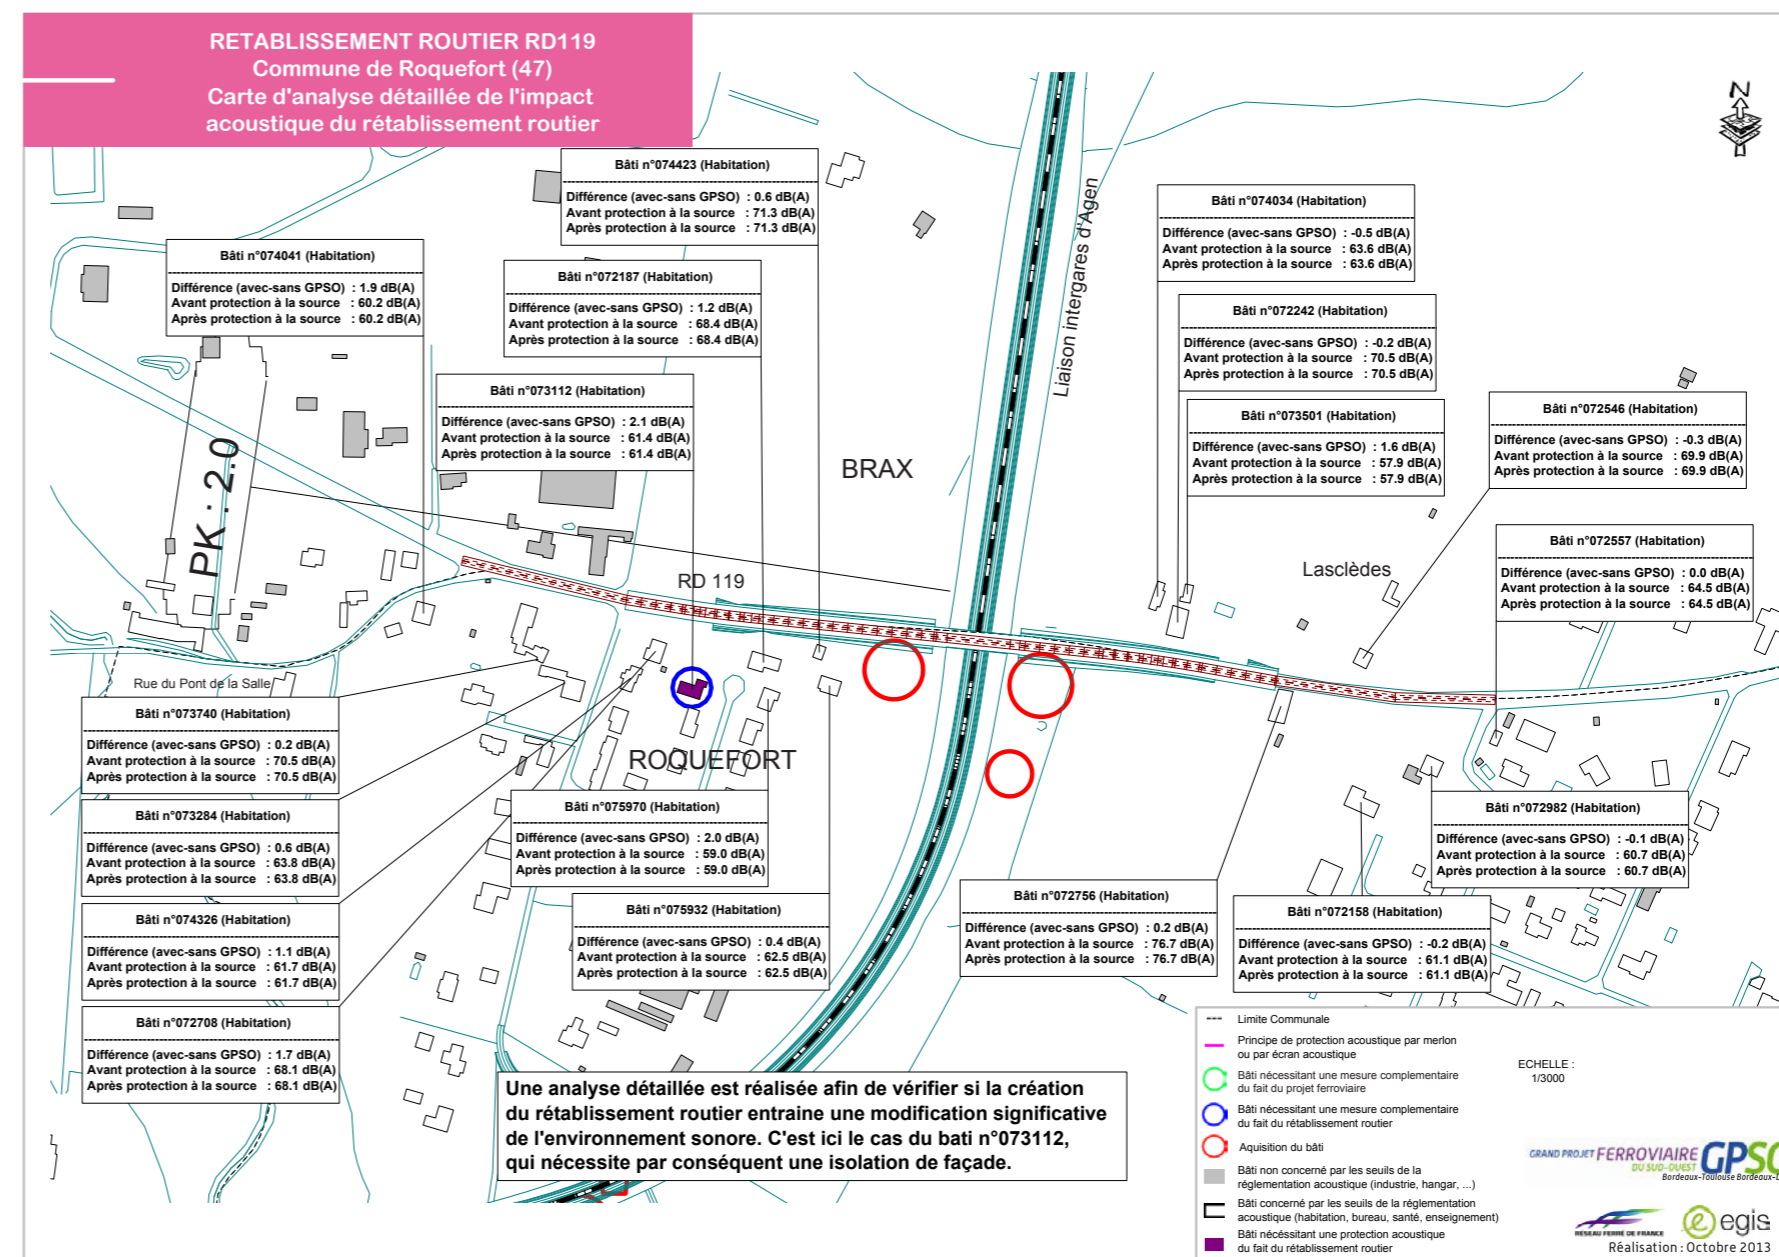 RETABLISSEMENT ROUTIER RD119
Commune de Roquefort (47)
Carte d'analyse détaillée de l'impact
acoustique du rétablissement routier
N
Bâti n°074423 (Habitation)
Différence (avec-sans GPSO) : 0.6 dB(A)
Avant protection à la source : 71.3 dB(A)
Après protection à la source : 71.3 dB(A)
Bâti n°074034 (Habitation)
Différence (avec-sans GPSO) : -0.5 dB(A)
Avant protection à la source : 63.6 dB(A)
Après protection à la source : 63.6 dB(A)
Bâti n°074041 (Habitation)
Différence (avec-sans GPSO) : 1.9 dB(A)
Avant protection à la source : 60.2 dB(A)
Après protection à la source : 60.2 dB(A)
Bâti n°072187 (Habitation)
Différence (avec-sans GPSO) : 1.2 dB(A)
Avant protection à la source : 68.4 dB(A)
Après protection à la source : 68.4 dB(A)
Liaison intergares d'Agen
Bâti n°072242 (Habitation)
Différence (avec-sans GPSO) : -0.2 dB(A)
Avant protection à la source : 70.5 dB(A)
Après protection à la source : 70.5 dB(A)
Bâti n°073112 (Habitation)
Différence (avec-sans GPSO) : 2.1 dB(A)
Avant protection à la source : 61.4 dB(A)
Après protection à la source : 61.4 dB(A)
Bâti n°073501 (Habitation)
Différence (avec-sans GPSO) : 1.6 dB(A)
Avant protection à la source : 57.9 dB(A)
Après protection à la source : 57.9 dB(A)
Bâti n°072546 (Habitation)
Différence (avec-sans GPSO) : -0.3 dB(A)
Avant protection à la source : 69.9 dB(A)
Après protection à la source : 69.9 dB(A)
PK : 2.0
BRAX
Bâti n°072557 (Habitation)
Différence (avec-sans GPSO) : 0.0 dB(A)
Avant protection à la source : 64.5 dB(A)
Après protection à la source : 64.5 dB(A)
RD 119
Lasclèdes
Rue du Pont de la Salle
ROQUEFORT
Bâti n°073740 (Habitation)
Différence (avec-sans GPSO) : 0.2 dB(A)
Avant protection à la source : 70.5 dB(A)
Après protection à la source : 70.5 dB(A)
Bâti n°073284 (Habitation)
Différence (avec-sans GPSO) : 0.6 dB(A)
Avant protection à la source : 63.8 dB(A)
Après protection à la source : 63.8 dB(A)
Bâti n°075970 (Habitation)
Différence (avec-sans GPSO) : 2.0 dB(A)
Avant protection à la source : 59.0 dB(A)
Après protection à la source : 59.0 dB(A)
Bâti n°072982 (Habitation)
Différence (avec-sans GPSO) : -0.1 dB(A)
Avant protection à la source : 60.7 dB(A)
Après protection à la source : 60.7 dB(A)
Bâti n°074326 (Habitation)
Différence (avec-sans GPSO) : 1.1 dB(A)
Avant protection à la source : 61.7 dB(A)
Après protection à la source : 61.7 dB(A)
Bâti n°075932 (Habitation)
Différence (avec-sans GPSO) : 0.4 dB(A)
Avant protection à la source : 62.5 dB(A)
Après protection à la source : 62.5 dB(A)
Bâti n°072756 (Habitation)
Différence (avec-sans GPSO) : 0.2 dB(A)
Avant protection à la source : 76.7 dB(A)
Après protection à la source : 76.7 dB(A)
Bâti n°072158 (Habitation)
Différence (avec-sans GPSO) : -0.2 dB(A)
Avant protection à la source : 61.1 dB(A)
Après protection à la source : 61.1 dB(A)
Bâti n°072708 (Habitation)
Différence (avec-sans GPSO) : 1.7 dB(A)
Avant protection à la source : 68.1 dB(A)
Après protection à la source : 68.1 dB(A)
Une analyse détaillée est réalisée afin de vérifier si la création
du rétablissement routier entraine une modification significative
de l'environnement sonore. C'est ici le cas du bati n°073112,
qui nécessite par conséquent une isolation de façade.
Limite Communale
Principe de protection acoustique par merlon
ou par écran acoustique
Bâti nécessitant une mesure complementaire
du fait du projet ferroviaire
Bâti nécessitant une mesure complementaire
du fait du rétablissement routier
Aquisition du bâti
Bâti non concerné par les seuils de la
réglementation acoustique (industrie, hangar, ...)
Bâti concerné par les seuils de la réglementation
acoustique (habitation, bureau, santé, enseignement)
Bâti nécéssitant une protection acoustique
du fait du rétablissement routier
ECHELLE :
1/3000
GRAND PROJET FERROVIAIRE
DU SUD-OUEST
GPSO
Bordeaux-Toulouse Bordeaux-
RESEAU FERRE DE FRANCE
egis
Réalisation : Octobre 2013